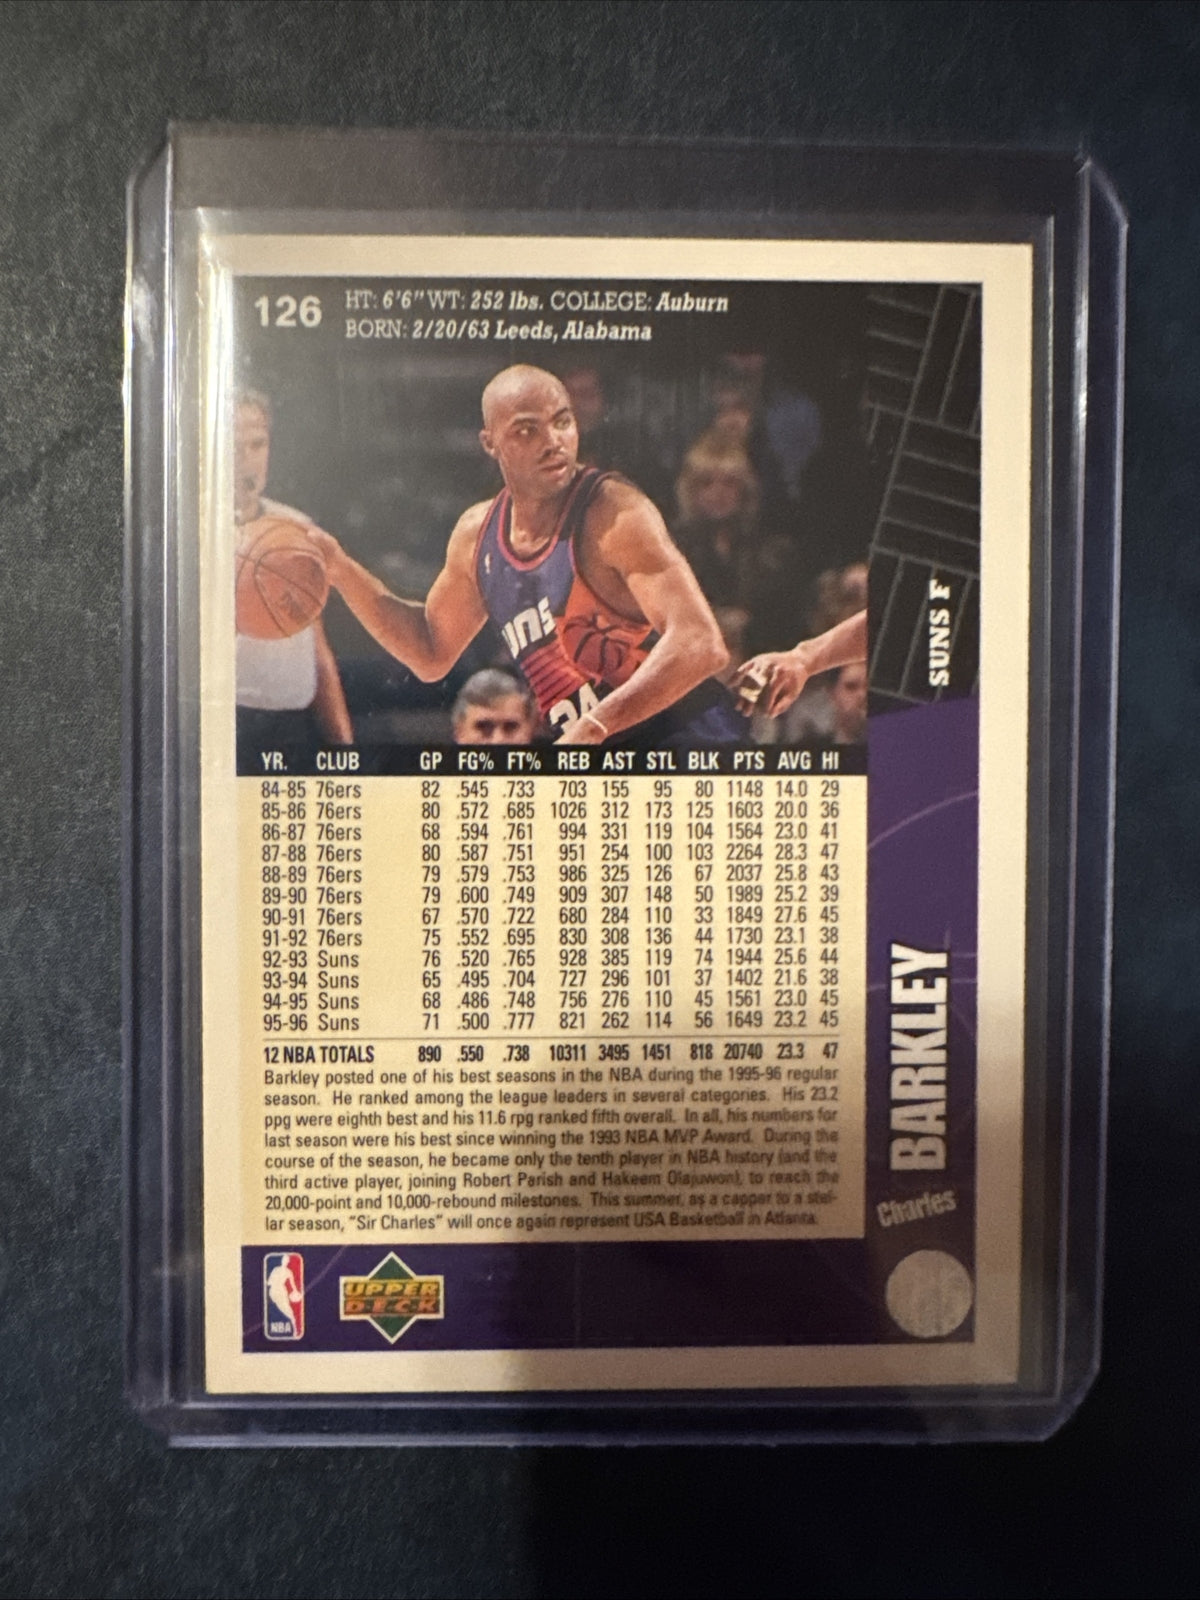 126
HT: 6'6" WT: 252 lbs. COLLEGE: Auburn
BORN: 2/20/63 Leeds, Alabama
SUNS F
UNS
34
YR. CLUB GP FG% FT% REB AST STL BLK PTS AVG HI
84-85 76ers 82 .545 .733 703 155 95 80 1148 14.0 29
85-86 76ers 80 .572 .685 1026 312 173 125 1603 20.0 36
86-87 76ers 68 .594 .761 994 331 119 104 1564 23.0 41
87-88 76ers 80 .587 .751 951 254 100 103 2264 28.3 47
88-89 76ers 79 .579 .753 986 325 126 67 2037 25.8 43
89-90 76ers 79 .600 .749 909 307 148 50 1989 25.2 39
90-91 76ers 67 .570 .722 680 284 110 33 1849 27.6 45
91-92 76ers 75 .552 .695 830 308 136 44 1730 23.1 38
92-93 Suns 76 .520 .765 928 385 119 74 1944 25.6 44
93-94 Suns 65 .495 .704 727 296 101 37 1402 21.6 38
94-95 Suns 68 .486 .748 756 276 110 45 1561 23.0 45
95-96 Suns 71 .500 .777 821 262 114 56 1649 23.2 45
12 NBA TOTALS 890 .550 .738 10311 3495 1451 818 20740 23.3 47
Barkley posted one of his best seasons in the NBA during the 1995-96 regular
season. He ranked among the league leaders in several categories. His 23.2
ppg were eighth best and his 11.6 rpg ranked fifth overall. In all, his numbers for
last season were his best since winning the 1993 NBA MVP Award. During the
course of the season, he became only the tenth player in NBA history (and the
third active player, joining Robert Parish and Hakeem Olajuwon), to reach the
20,000-point and 10,000-rebound milestones. This summer, as a capper to a stel-
lar season, "Sir Charles" will once again represent USA Basketball in Atlanta.
BARKLEY
Charles
NBA
UPPER
DECK